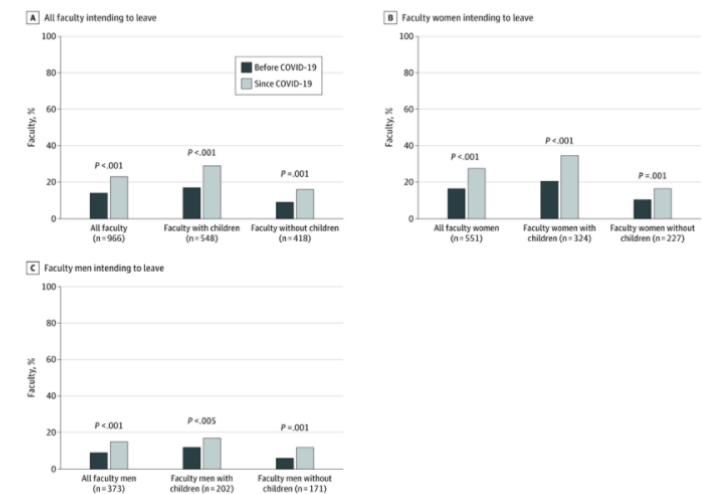 A All faculty intending to leave
100
80
60
40
20
0
Faculty, %
Before COVID-19
Since COVID-19
P<.001
P<.001
P=.001
All faculty
(n=966)
Faculty with children
(n=548)
Faculty without children
(n=418)
B Faculty women intending to leave
100
80
60
40
20
0
Faculty, %
P<.001
P<.001
P=.001
All faculty women
(n=551)
Faculty women with
children (n=324)
Faculty women without
children (n=227)
C Faculty men intending to leave
100
80
60
40
20
0
Faculty, %
P<.001
P<.005
P=.001
All faculty men
(n=373)
Faculty men with
children (n=202)
Faculty men without
children (n=171)